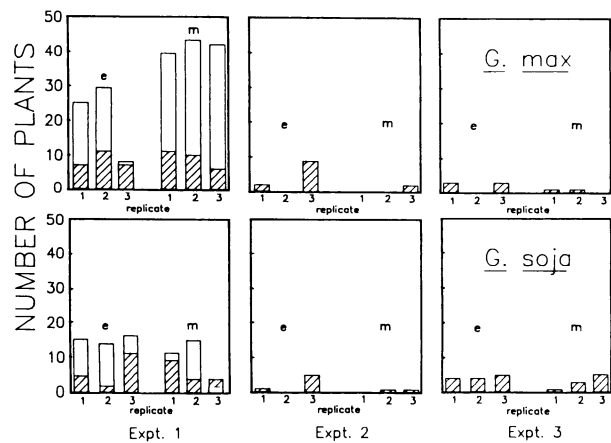 NUMBER OF PLANTS
50
40
30
20
10
0
e
m
1 2 3 1 2 3
replicate
e
m
1 2 3 1 2 3
replicate
G. max
e
m
1 2 3 1 2 3
replicate
50
40
30
20
10
0
e
m
1 2 3 1 2 3
replicate
Expt. 1
e
m
1 2 3 1 2 3
replicate
Expt. 2
G. soja
e
m
1 2 3 1 2 3
replicate
Expt. 3